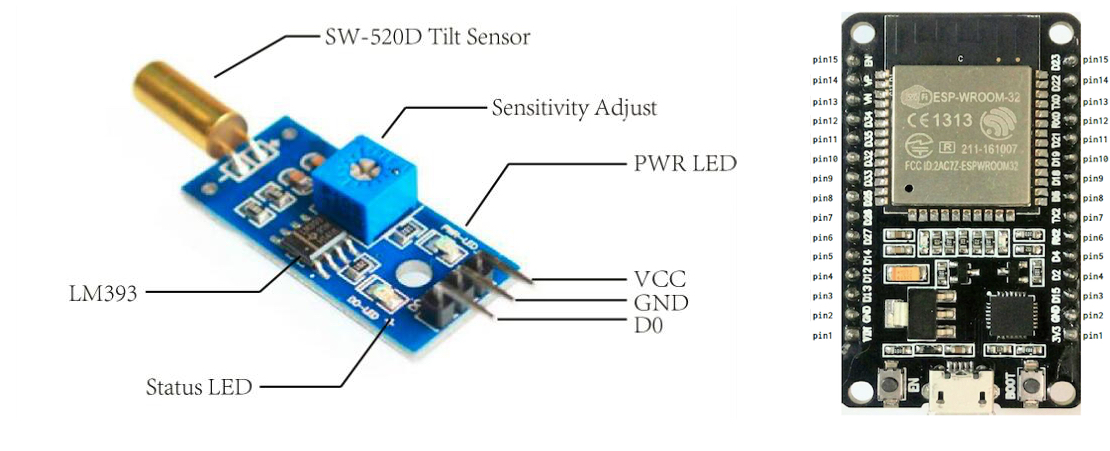 SW-520D Tilt Sensor
Sensitivity Adjust
PWR LED
VCC
GND
D0
LM393
Status LED
PWR-LED
DO-LED
pin15 EN
pin14 VP
pin13 VN
pin12 D34
pin11 D35
pin10 D32
pin9 D33
pin8 D25
pin7 D26
pin6 D27
pin5 D14
pin4 D12
pin3 D13
pin2 GND
pin1 VIN
C
ESP-WROOM-32
CE1313
R 211-161007
FCC ID:2AC7Z-ESPWROOM32
D23 pin15
D22 pin14
TX0 pin13
RX0 pin12
D21 pin11
D19 pin10
D18 pin9
D5 pin8
TX2 pin7
RX2 pin6
D4 pin5
D2 pin4
D15 pin3
GND pin2
3V3 pin1
EN
BOOT